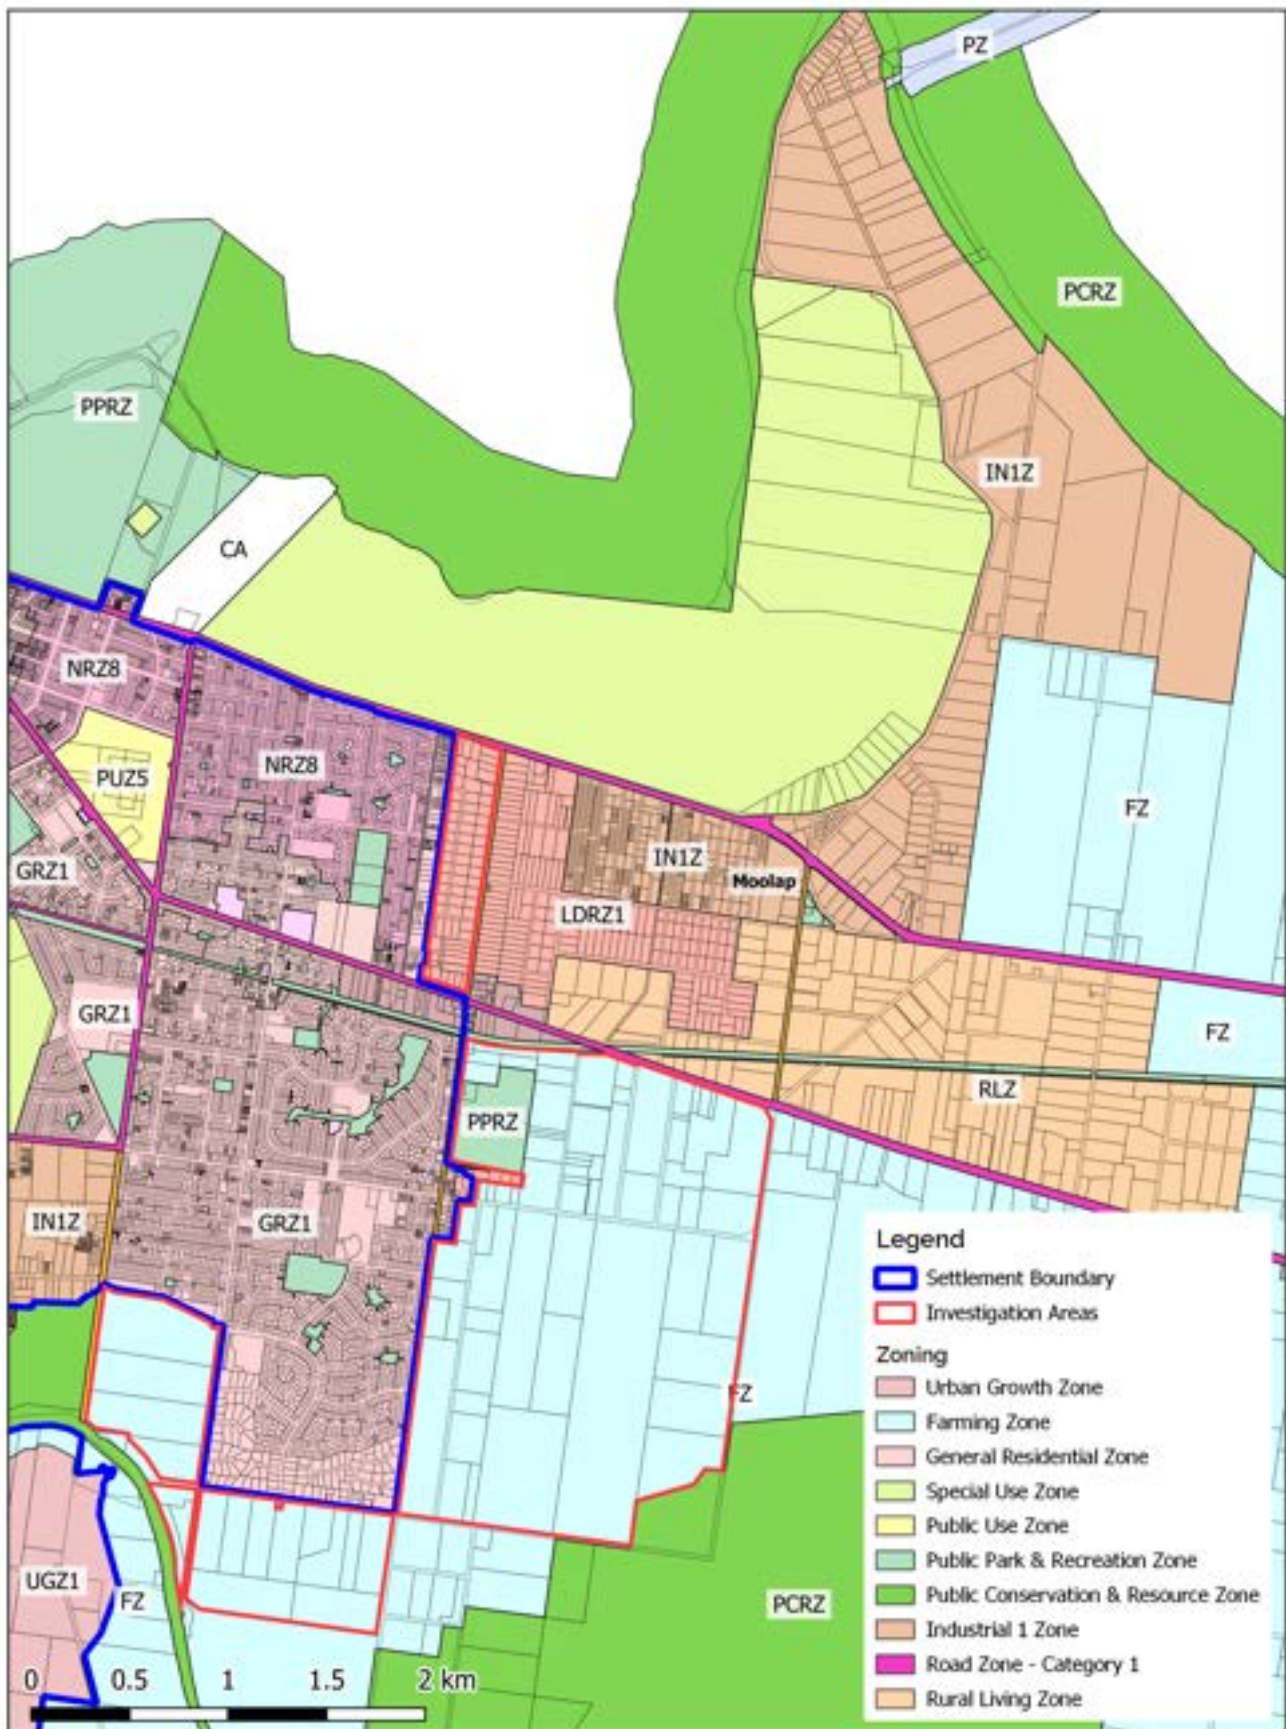 PZ
PCRZ
PPRZ
IN1Z
CA
NRZ8
NRZ8
PUZ5
FZ
IN1Z
GRZ1
Moolap
LDRZ1
GRZ1
FZ
RLZ
PPRZ
IN1Z
GRZ1
FZ
UGZ1
FZ
PCRZ
Legend
Settlement Boundary
Investigation Areas
Zoning
Urban Growth Zone
Farming Zone
General Residential Zone
Special Use Zone
Public Use Zone
Public Park & Recreation Zone
Public Conservation & Resource Zone
Industrial 1 Zone
Road Zone - Category 1
Rural Living Zone
0 0.5 1 1.5 2 km